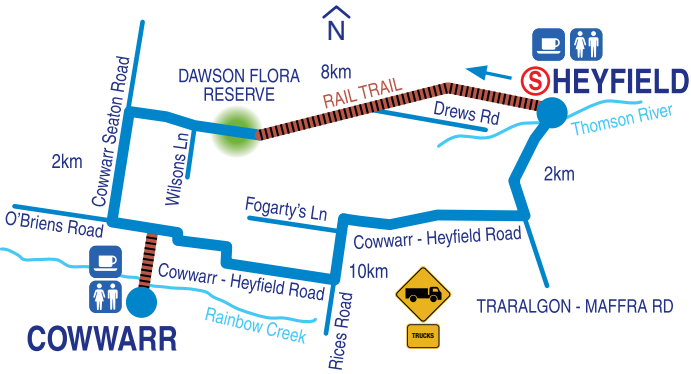 N
DAWSON FLORA
RESERVE
8km
RAIL TRAIL
S HEYFIELD
Drews Rd
Thomson River
Cowwarr Seaton Road
2km
Wilsons Ln
2km
O'Briens Road
Fogarty's Ln
Cowwarr - Heyfield Road
Cowwarr - Heyfield Road
10km
TRARALGON - MAFFRA RD
Rainbow Creek
Rices Road
TRUCKS
COWWARR